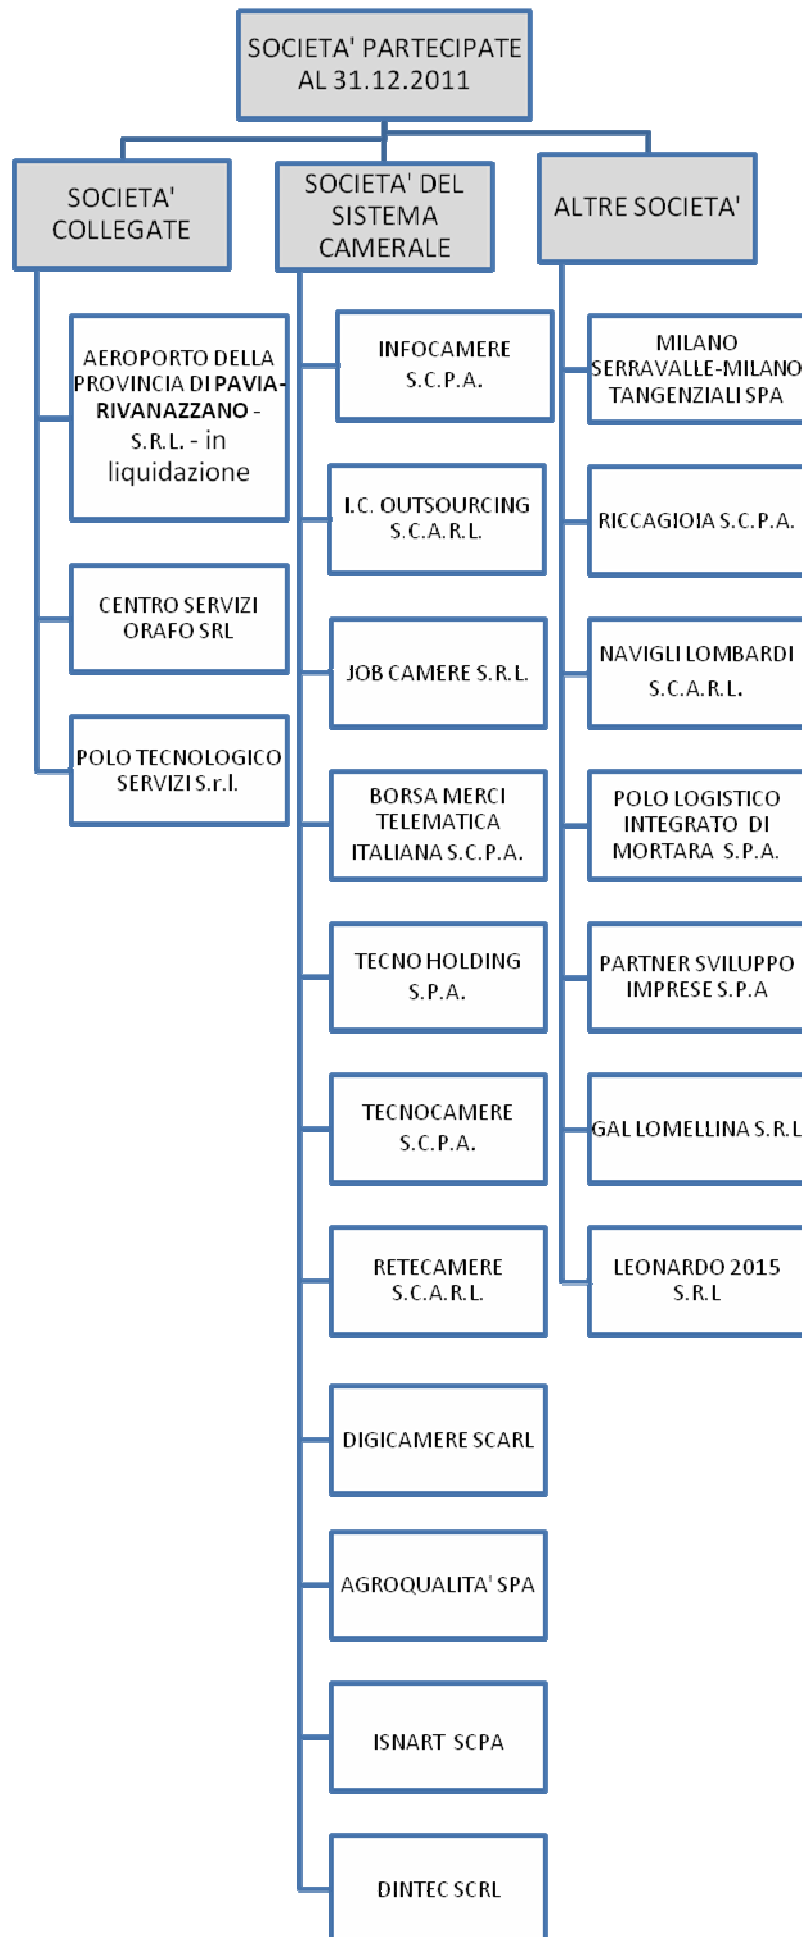 SOCIETA' PARTECIPATE
AL 31.12.2011
SOCIETA'
COLLEGATE
AEROPORTO DELLA
PROVINCIA DI PAVIA-
RIVANAZZANO -
S.R.L. - in
liquidazione
CENTRO SERVIZI
ORAFO SRL
POLO TECNOLOGICO
SERVIZI S.r.l.
SOCIETA' DEL
SISTEMA
CAMERALE
INFOCAMERE
S.C.P.A.
I.C. OUTSOURCING
S.C.A.R.L.
JOB CAMERE S.R.L.
BORSA MERCI
TELEMATICA
ITALIANA S.C.P.A.
TECNO HOLDING
S.P.A.
TECNOCAMERE
S.C.P.A.
RETECAMERE
S.C.A.R.L.
DIGICAMERE SCARL
AGROQUALITA' SPA
ISNART SCPA
DINTEC SCRL
ALTRE SOCIETA'
MILANO
SERRAVALLE-MILANO
TANGENZIALI SPA
RICCAGIOIA S.C.P.A.
NAVIGLI LOMBARDI
S.C.A.R.L.
POLO LOGISTICO
INTEGRATO DI
MORTARA S.P.A.
PARTNER SVILUPPO
IMPRESE S.P.A
GAL LOMELLINA S.R.L
LEONARDO 2015
S.R.L